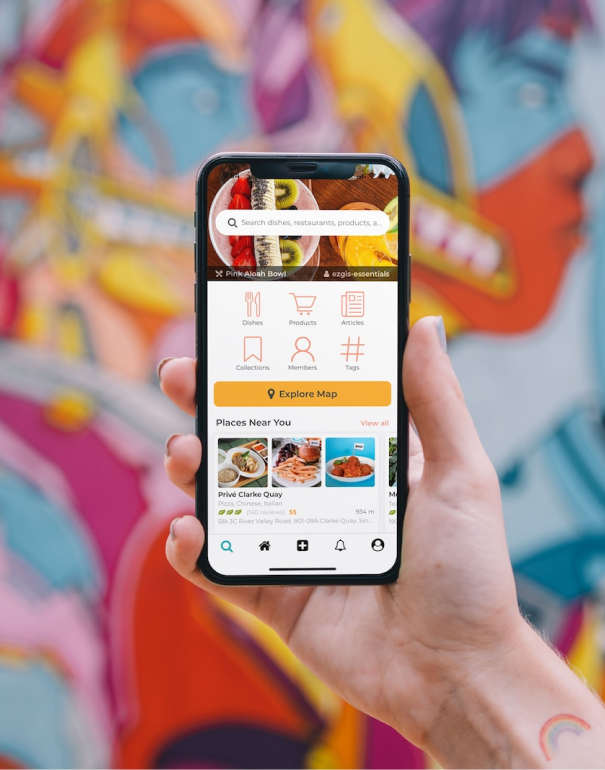 Search dishes, restaurants, products, a...
Pink Aloah Bowl
ezgis-essentials
Dishes
Products
Articles
Collections
Members
Tags
Explore Map
Places Near You
View all
Privé Clarke Quay
Pizza, Chinese, Italian
(140 reviews) $$
934 m
Blk 3C River Valley Road, #01-09A Clarke Quay, Sin...